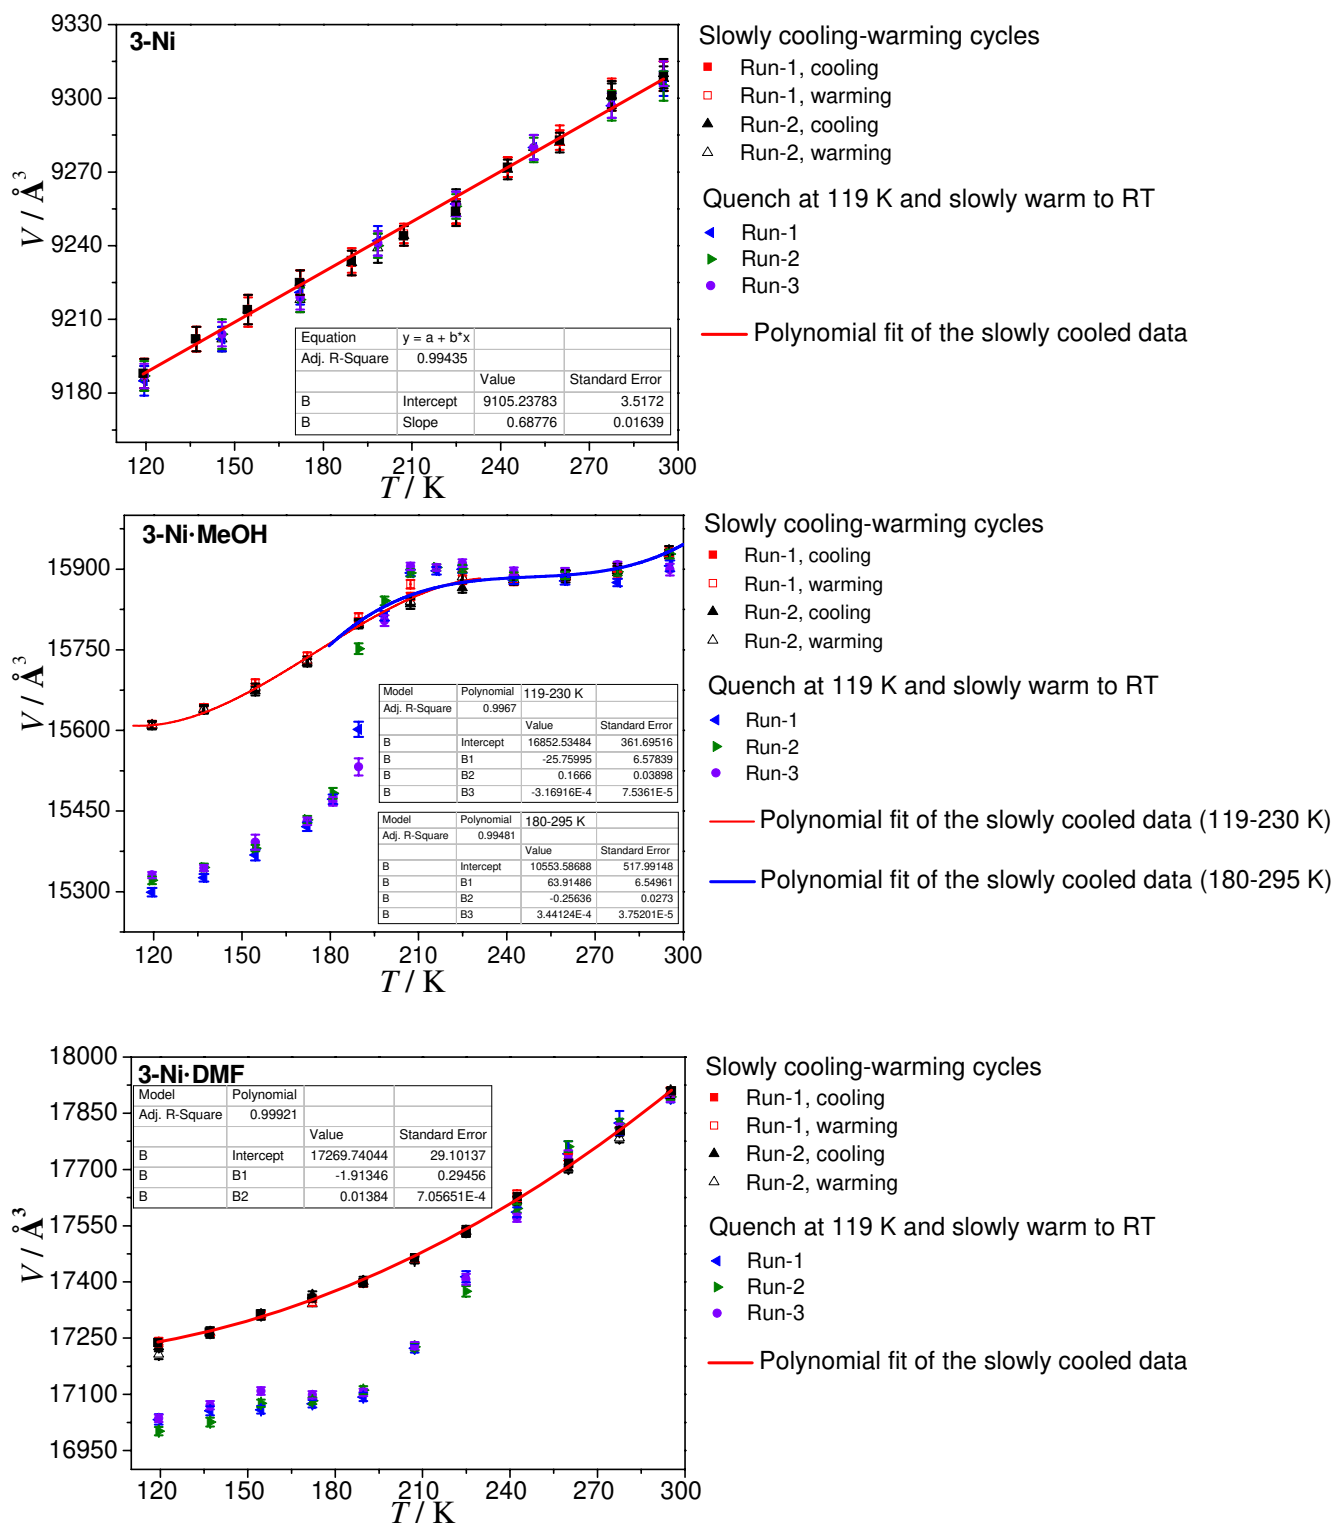 3-Ni
9330
9300
9270
9240
9210
9180
V / Å3
120 150 180 210 240 270 300
T / K
Equation y = a + b*x
Adj. R-Square 0.99435
Value Standard Error
B Intercept 9105.23783 3.5172
B Slope 0.68776 0.01639
Slowly cooling-warming cycles
Run-1, cooling
Run-1, warming
Run-2, cooling
Run-2, warming
Quench at 119 K and slowly warm to RT
Run-1
Run-2
Run-3
Polynomial fit of the slowly cooled data
3-Ni·MeOH
15900
15750
15600
15450
15300
V / Å3
120 150 180 210 240 270 300
T / K
Model Polynomial 119-230 K
Adj. R-Square 0.9967
Value Standard Error
B Intercept 16852.53484 361.69516
B B1 -25.75995 6.57839
B B2 0.1666 0.03898
B B3 -3.16916E-4 7.5361E-5
Model Polynomial 180-295 K
Adj. R-Square 0.99481
Value Standard Error
B Intercept 10553.58688 517.99148
B B1 63.91486 6.54961
B B2 -0.25636 0.0273
B B3 3.44124E-4 3.75201E-5
Slowly cooling-warming cycles
Run-1, cooling
Run-1, warming
Run-2, cooling
Run-2, warming
Quench at 119 K and slowly warm to RT
Run-1
Run-2
Run-3
Polynomial fit of the slowly cooled data (119-230 K)
Polynomial fit of the slowly cooled data (180-295 K)
3-Ni·DMF
18000
17850
17700
17550
17400
17250
17100
16950
V / Å3
120 150 180 210 240 270 300
T / K
Model Polynomial
Adj. R-Square 0.99921
Value Standard Error
B Intercept 17269.74044 29.10137
B B1 -1.91346 0.29456
B B2 0.01384 7.05651E-4
Slowly cooling-warming cycles
Run-1, cooling
Run-1, warming
Run-2, cooling
Run-2, warming
Quench at 119 K and slowly warm to RT
Run-1
Run-2
Run-3
Polynomial fit of the slowly cooled data